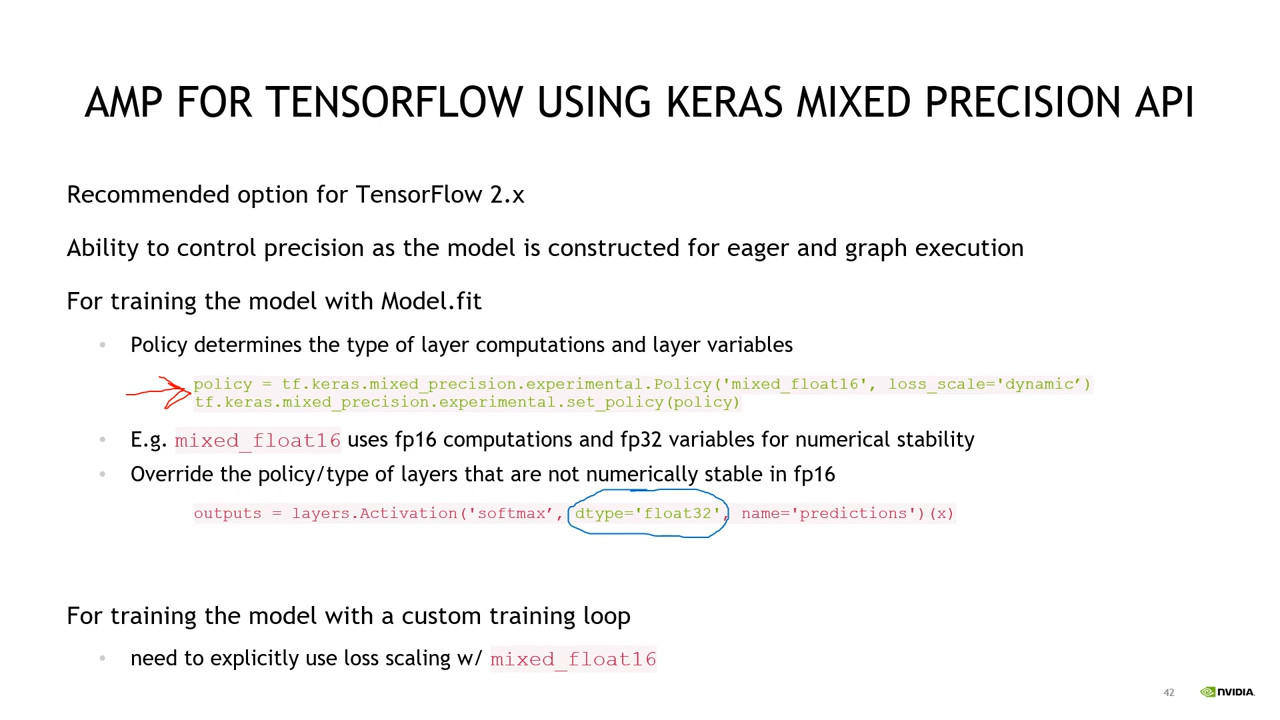 AMP FOR TENSORFLOW USING KERAS MIXED PRECISION API
Recommended option for TensorFlow 2.x
Ability to control precision as the model is constructed for eager and graph execution
For training the model with Model.fit
• Policy determines the type of layer computations and layer variables
policy = tf.keras.mixed_precision.experimental.Policy('mixed_float16', loss_scale='dynamic’)
tf.keras.mixed_precision.experimental.set_policy(policy)
• E.g. mixed_float16 uses fp16 computations and fp32 variables for numerical stability
• Override the policy/type of layers that are not numerically stable in fp16
outputs = layers.Activation('softmax’, dtype='float32', name='predictions')(x)
For training the model with a custom training loop
• need to explicitly use loss scaling w/ mixed_float16
42 NVIDIA.